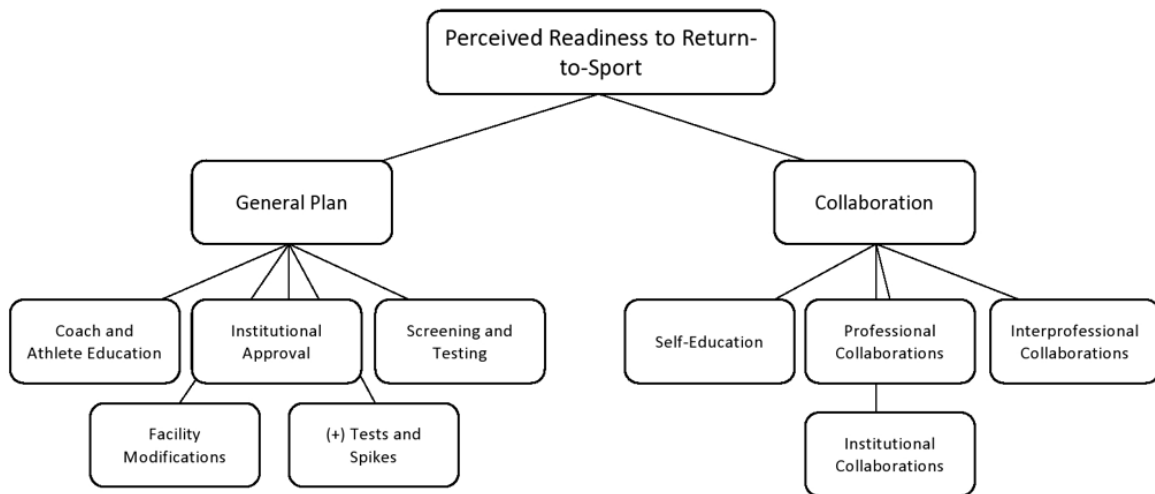 Perceived Readiness to Return-
to-Sport
General Plan
Collaboration
Coach and
Athlete Education
Institutional
Approval
Screening and
Testing
Self-Education
Professional
Collaborations
Interprofessional
Collaborations
Facility
Modifications
(+) Tests and
Spikes
Institutional
Collaborations